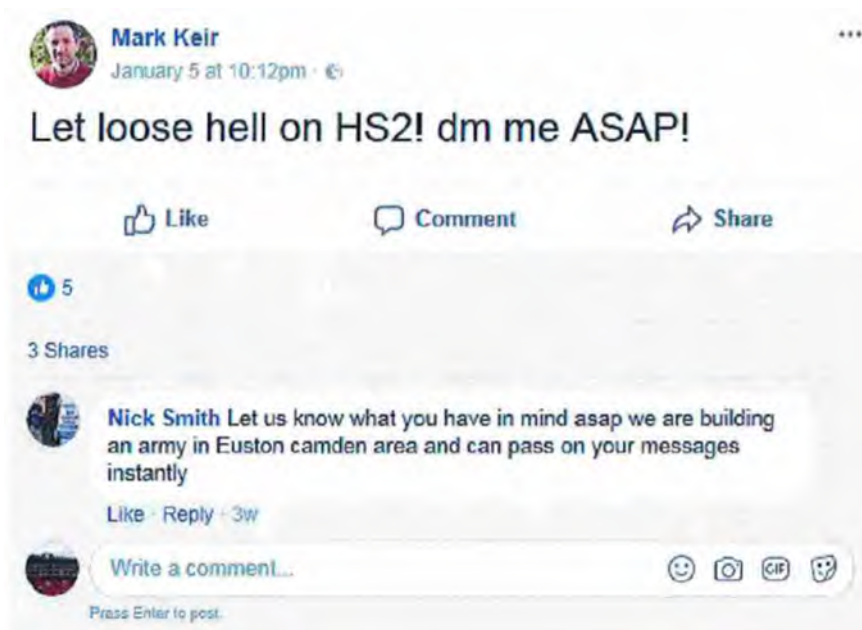 Mark Keir
January 5 at 10:12pm ·
Let loose hell on HS2! dm me ASAP!
Like Comment Share
5
3 Shares
Nick Smith Let us know what you have in mind asap we are building
an army in Euston camden area and can pass on your messages
instantly
Like · Reply · 3w
Write a comment...
GIF
Press Enter to post.